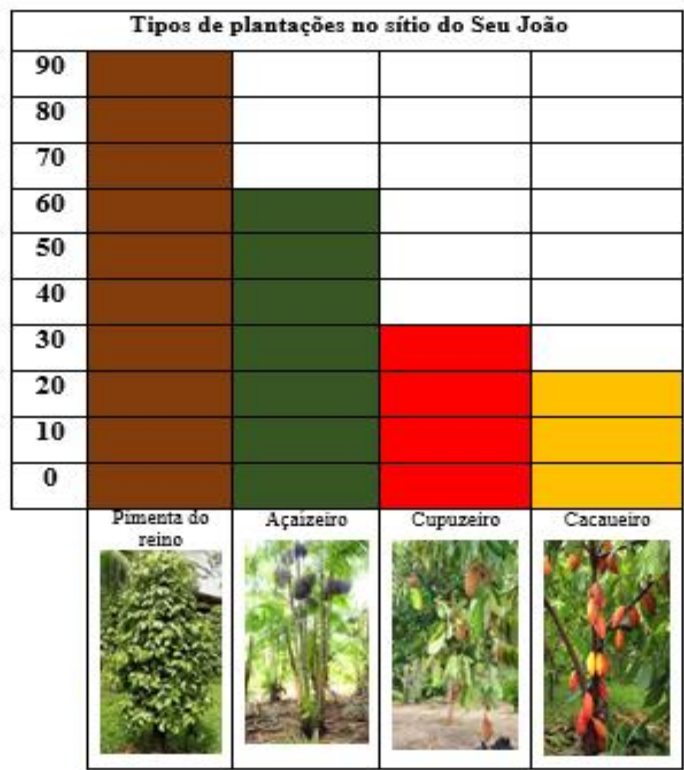 Tipos de plantações no sítio do Seu João
90
80
70
60
50
40
30
20
10
0
Pimenta do
reino
Açaízeiro
Cupuzeiro
Cacaueiro